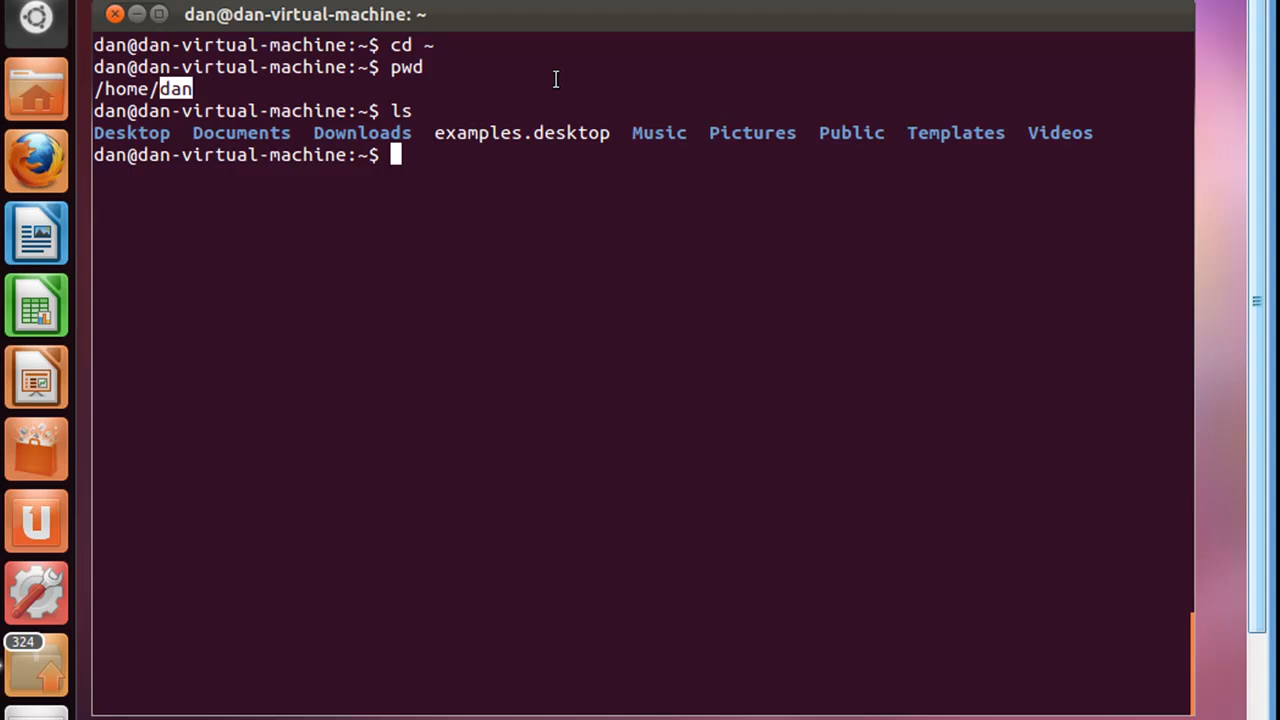 dan@dan-virtual-machine: ~
dan@dan-virtual-machine:~$ cd ~
dan@dan-virtual-machine:~$ pwd
/home/dan
dan@dan-virtual-machine:~$ ls
Desktop Documents Downloads examples.desktop Music Pictures Public Templates Videos
dan@dan-virtual-machine:~$
324